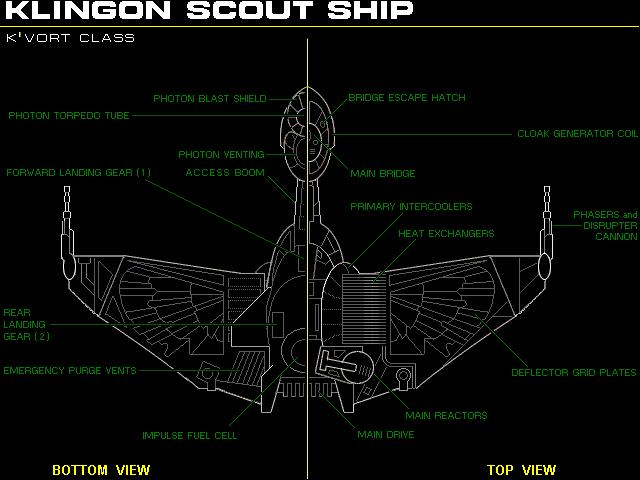 KLINGON SCOUT SHIP
K'VORT CLASS
PHOTON BLAST SHIELD
BRIDGE ESCAPE HATCH
PHOTON TORPEDO TUBE
CLOAK GENERATOR COIL
PHOTON VENTING
FORWARD LANDING GEAR (1)
ACCESS BOOM
MAIN BRIDGE
PRIMARY INTERCOOLERS
PHASERS and
DISRUPTER
CANNON
HEAT EXCHANGERS
REAR
LANDING
GEAR (2)
EMERGENCY PURGE VENTS
DEFLECTOR GRID PLATES
MAIN REACTORS
IMPULSE FUEL CELL
MAIN DRIVE
BOTTOM VIEW
TOP VIEW